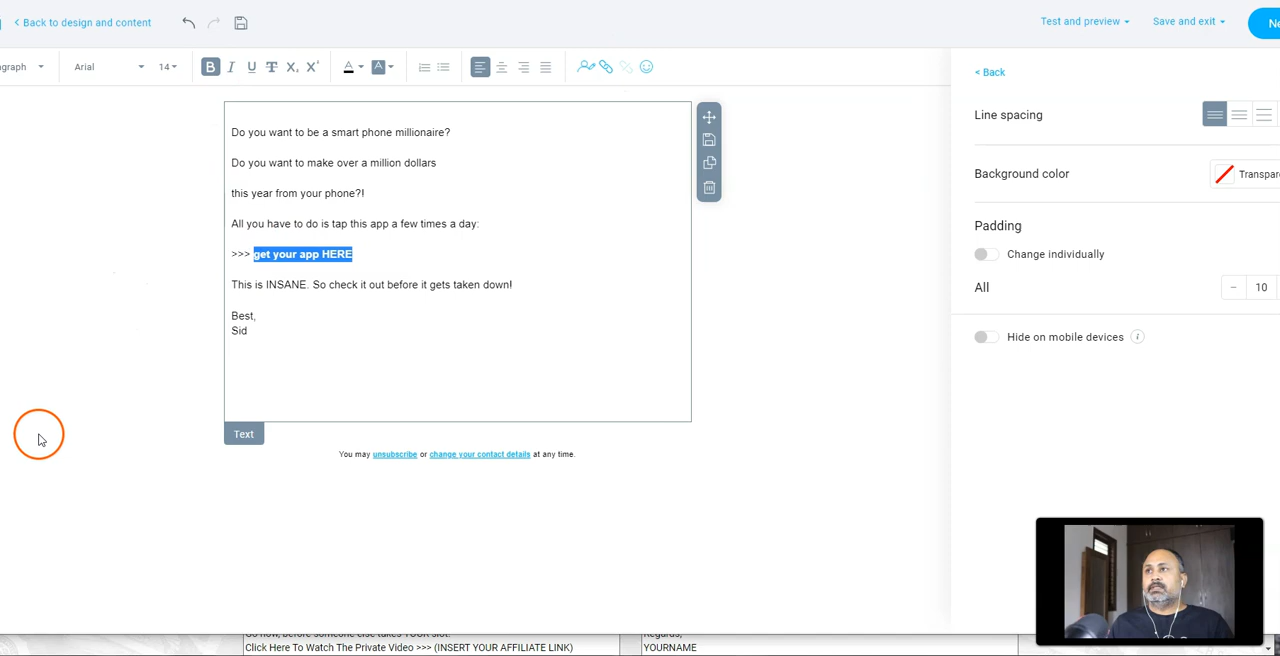 < Back to design and content
Test and preview
Save and exit
Arial
14
B I U T X, X'
A A
< Back
Line spacing
Background color
Padding
Change individually
All
− 10
Hide on mobile devices i
Do you want to be a smart phone millionaire?
Do you want to make over a million dollars
this year from your phone?!
All you have to do is tap this app a few times a day:
>>> get your app HERE
This is INSANE. So check it out before it gets taken down!
Best,
Sid
Text
You may unsubscribe or change your contact details at any time.
Click Here To Watch The Private Video >>> (INSERT YOUR AFFILIATE LINK)
YOURNAME